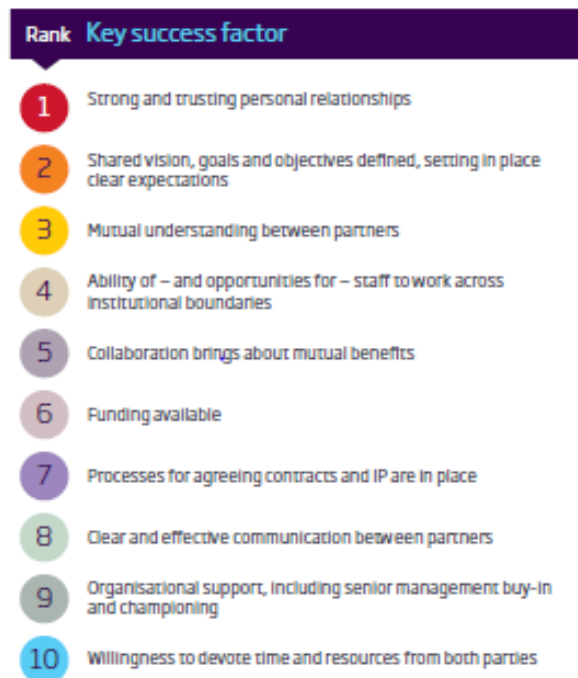 Rank Key success factor
1 Strong and trusting personal relationships
2 Shared vision, goals and objectives defined, setting in place
clear expectations
3 Mutual understanding between partners
4 Ability of – and opportunities for – staff to work across
institutional boundaries
5 Collaboration brings about mutual benefits
6 Funding available
7 Processes for agreeing contracts and IP are in place
8 Clear and effective communication between partners
9 Organisational support, including senior management buy-in
and championing
10 Willingness to devote time and resources from both parties